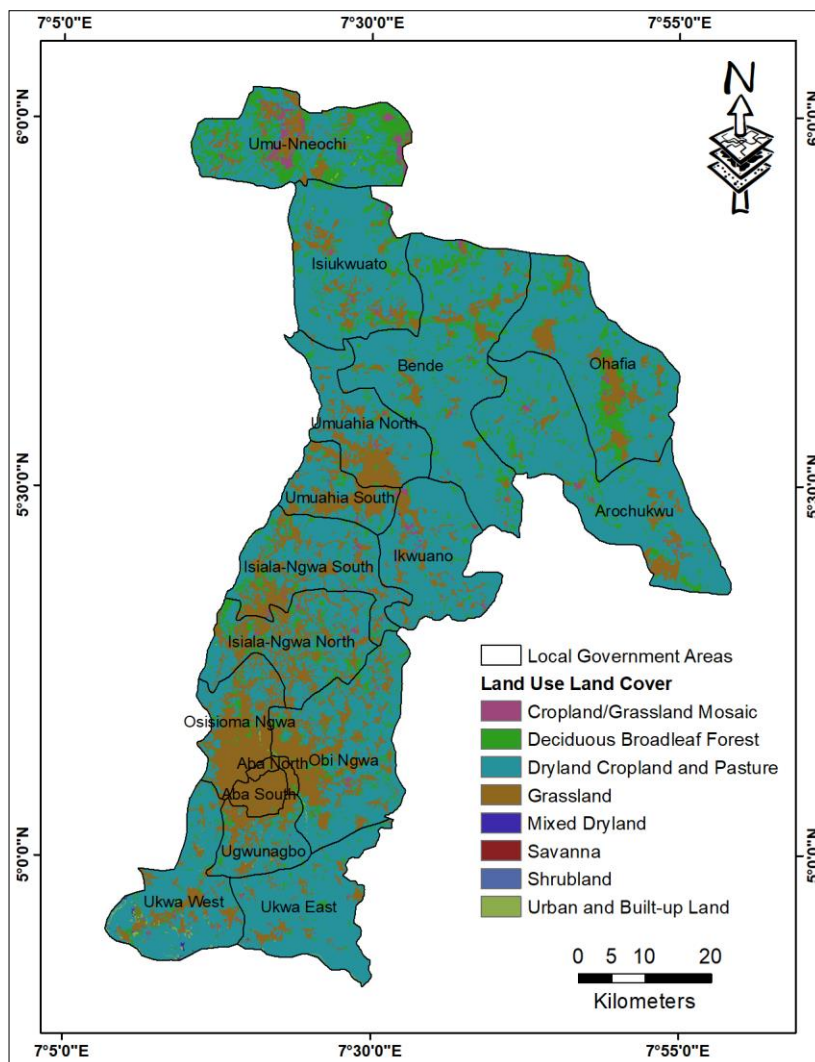 7°5'0"E 7°30'0"E 7°55'0"E
N
6°0'0"N 6°0'0"N
Umu-Nneochi
Isiukwuato
Bende
Ohafia
Umuahia North
5°30'0"N 5°30'0"N
Umuahia South
Arochukwu
Ikwuano
Isiala-Ngwa South
Isiala-Ngwa North
Osisioma Ngwa
Aba North
Obi Ngwa
Aba South
Ugwunagbo
5°0'0"N 5°0'0"N
Ukwa West
Ukwa East
Local Government Areas
Land Use Land Cover
Cropland/Grassland Mosaic
Deciduous Broadleaf Forest
Dryland Cropland and Pasture
Grassland
Mixed Dryland
Savanna
Shrubland
Urban and Built-up Land
0 5 10 20
Kilometers
7°5'0"E 7°30'0"E 7°55'0"E